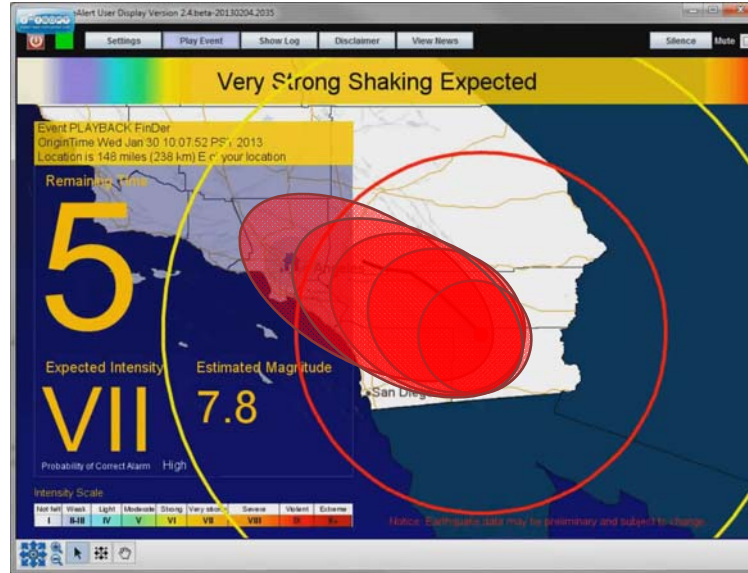 Alert User Display Version 2.4beta-20130204.2035
Settings
Play Event
Show Log
Disclaimer
View News
Silence
Mute
Very Strong Shaking Expected
Event PLAYBACK FinDer
OriginTime Wed Jan 30 10:07:52 PST 2013
Location is 148 miles (238 km) E of your location
Remaining Time
5
Expected Intensity
VII
Estimated Magnitude
7.8
Probability of Correct Alarm High
Angeles
San Diego
Intensity Scale
Not felt Weak Light Moderate Strong Very strong Severe Violent Extreme
I II-III IV V VI VII VIII IX X+
Notice: Earthquake data may be preliminary and subject to change.